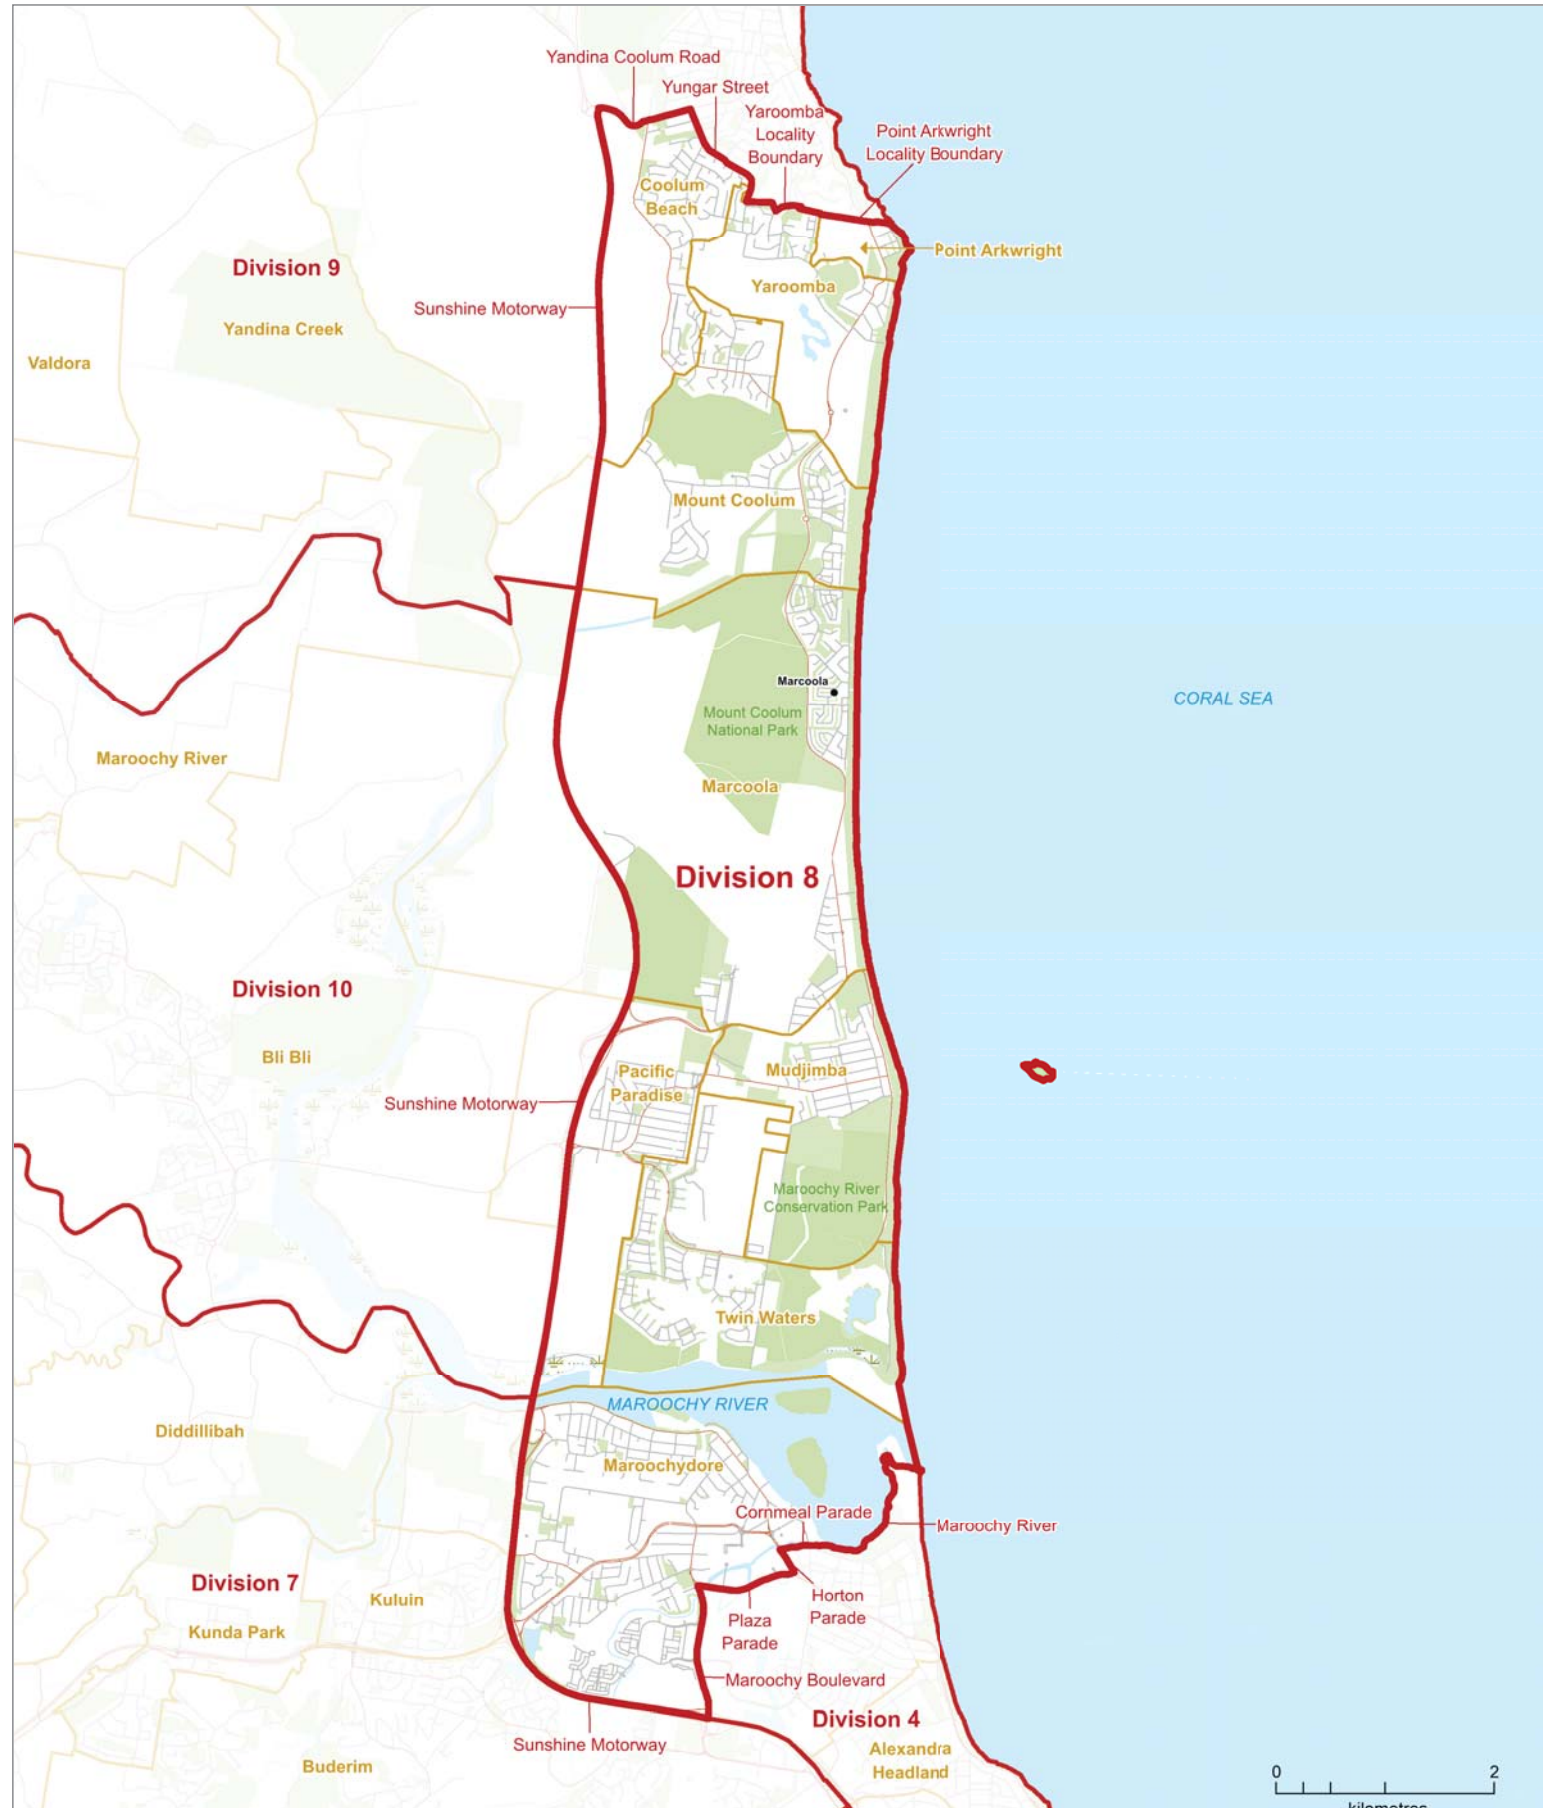 Yandina Coolum Road
Yungar Street
Yaroomba
Locality
Boundary
Point Arkwright
Locality Boundary
Coolum
Beach
Point Arkwright
Division 9
Yaroomba
Sunshine Motorway
Yandina Creek
Valdora
Mount Coolum
Marcoola
CORAL SEA
Mount Coolum
National Park
Maroochy River
Marcoola
Division 8
Division 10
Bli Bli
Pacific
Paradise
Mudjimba
Sunshine Motorway
Maroochy River
Conservation Park
Twin Waters
MAROOCHY RIVER
Diddillibah
Maroochydore
Cornmeal Parade
Maroochy River
Division 7
Kuluin
Horton
Parade
Plaza
Parade
Kunda Park
Maroochy Boulevard
Division 4
Sunshine Motorway
Alexandra
Headland
Buderim
0 2
kilometres